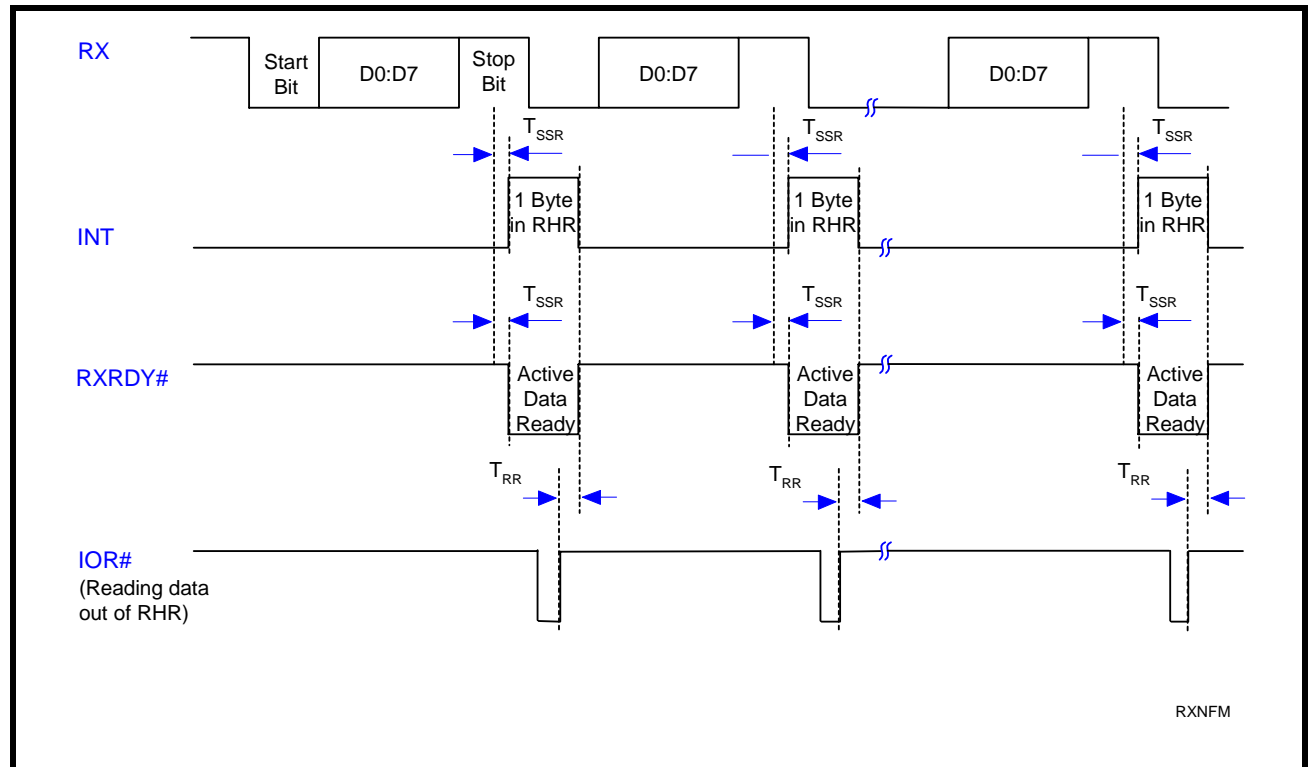 RX
Start
Bit
D0:D7
Stop
Bit
D0:D7
D0:D7
TSSR
TSSR
TSSR
INT
1 Byte
in RHR
1 Byte
in RHR
1 Byte
in RHR
TSSR
TSSR
TSSR
RXRDY#
Active
Data
Ready
Active
Data
Ready
Active
Data
Ready
TRR
TRR
TRR
IOR#
(Reading data
out of RHR)
RXNFM